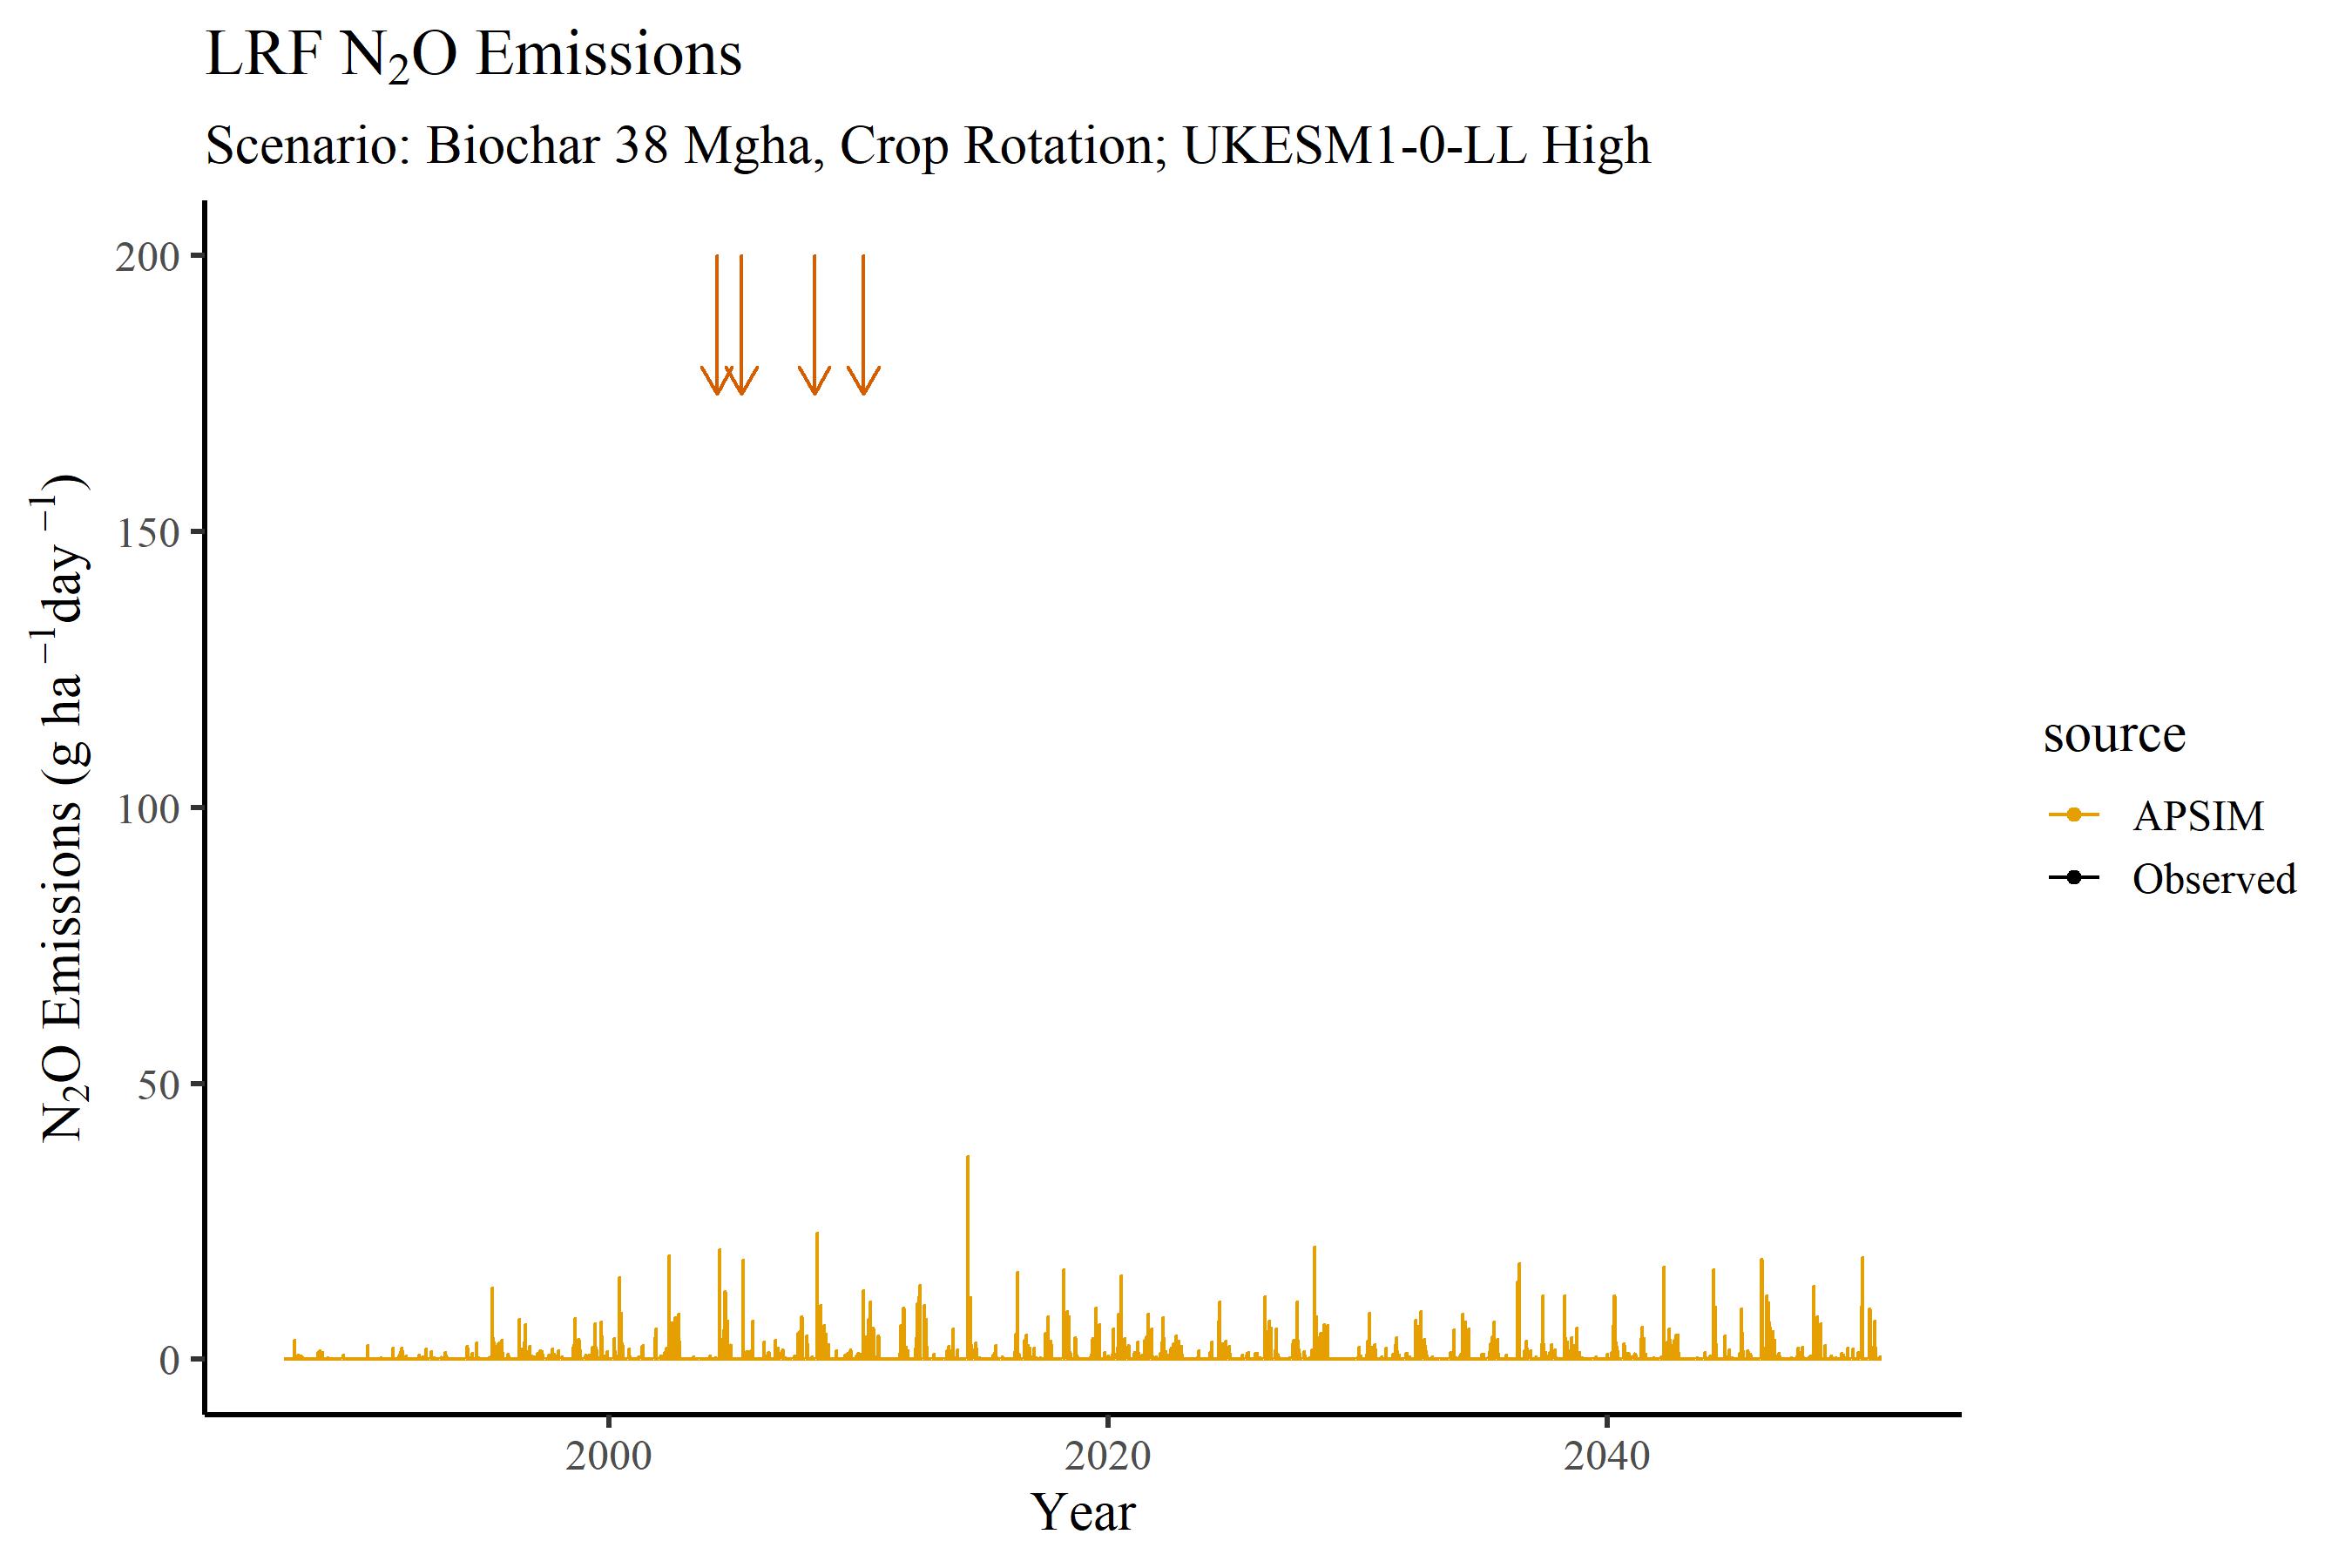 LRF N₂O Emissions
Scenario: Biochar 38 Mgha, Crop Rotation; UKESM1-0-LL High
N₂O Emissions (g ha ⁻¹day ⁻¹)
200
150
100
50
0
2000 2020 2040
Year
source
APSIM
Observed